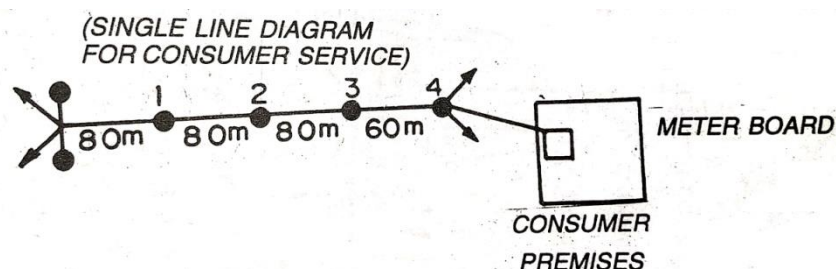 (SINGLE LINE DIAGRAM
FOR CONSUMER SERVICE)
1 2 3 4
80m 80m 80m 60m
METER BOARD
CONSUMER
PREMISES